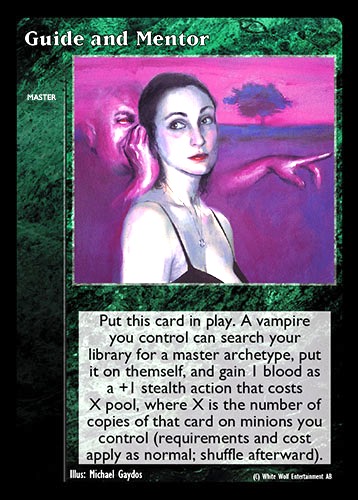 Guide and Mentor
MASTER
Put this card in play. A vampire
you control can search your
library for a master archetype, put
it on themself, and gain 1 blood as
a +1 stealth action that costs
X pool, where X is the number of
copies of that card on minions you
control (requirements and cost
apply as normal; shuffle afterward).
Illus: Michael Gaydos
(C) White Wolf Entertainment AB